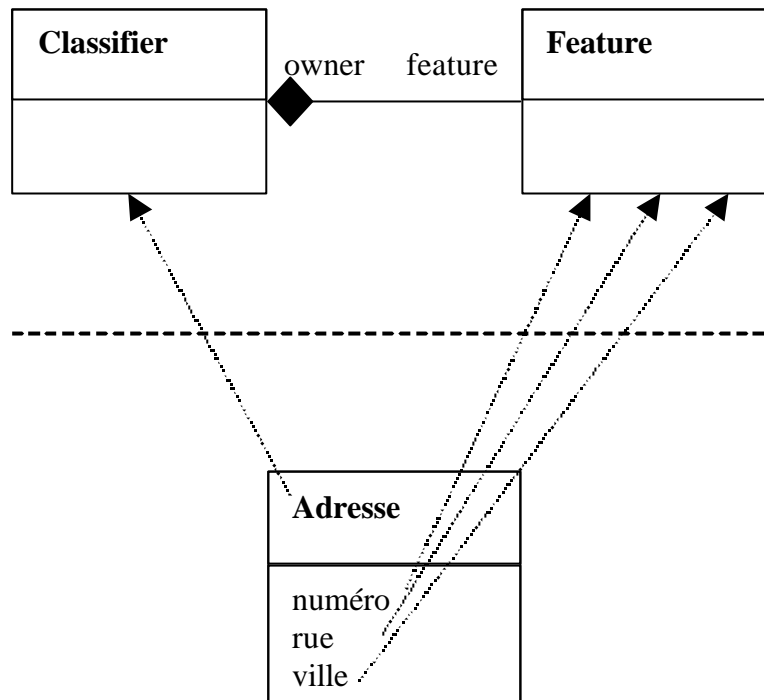 Classifier
Feature
owner feature
Adresse
numéro
rue
ville